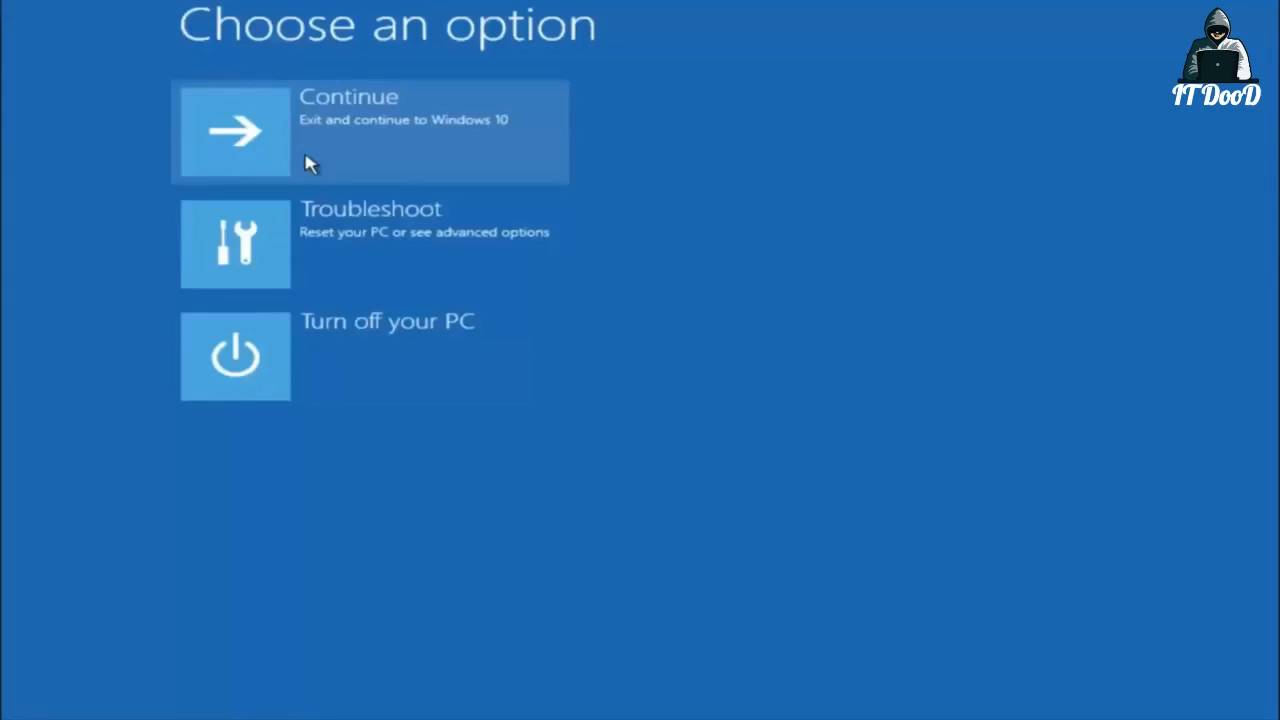 Choose an option
IT DooD
Continue
Exit and continue to Windows 10
Troubleshoot
Reset your PC or see advanced options
Turn off your PC